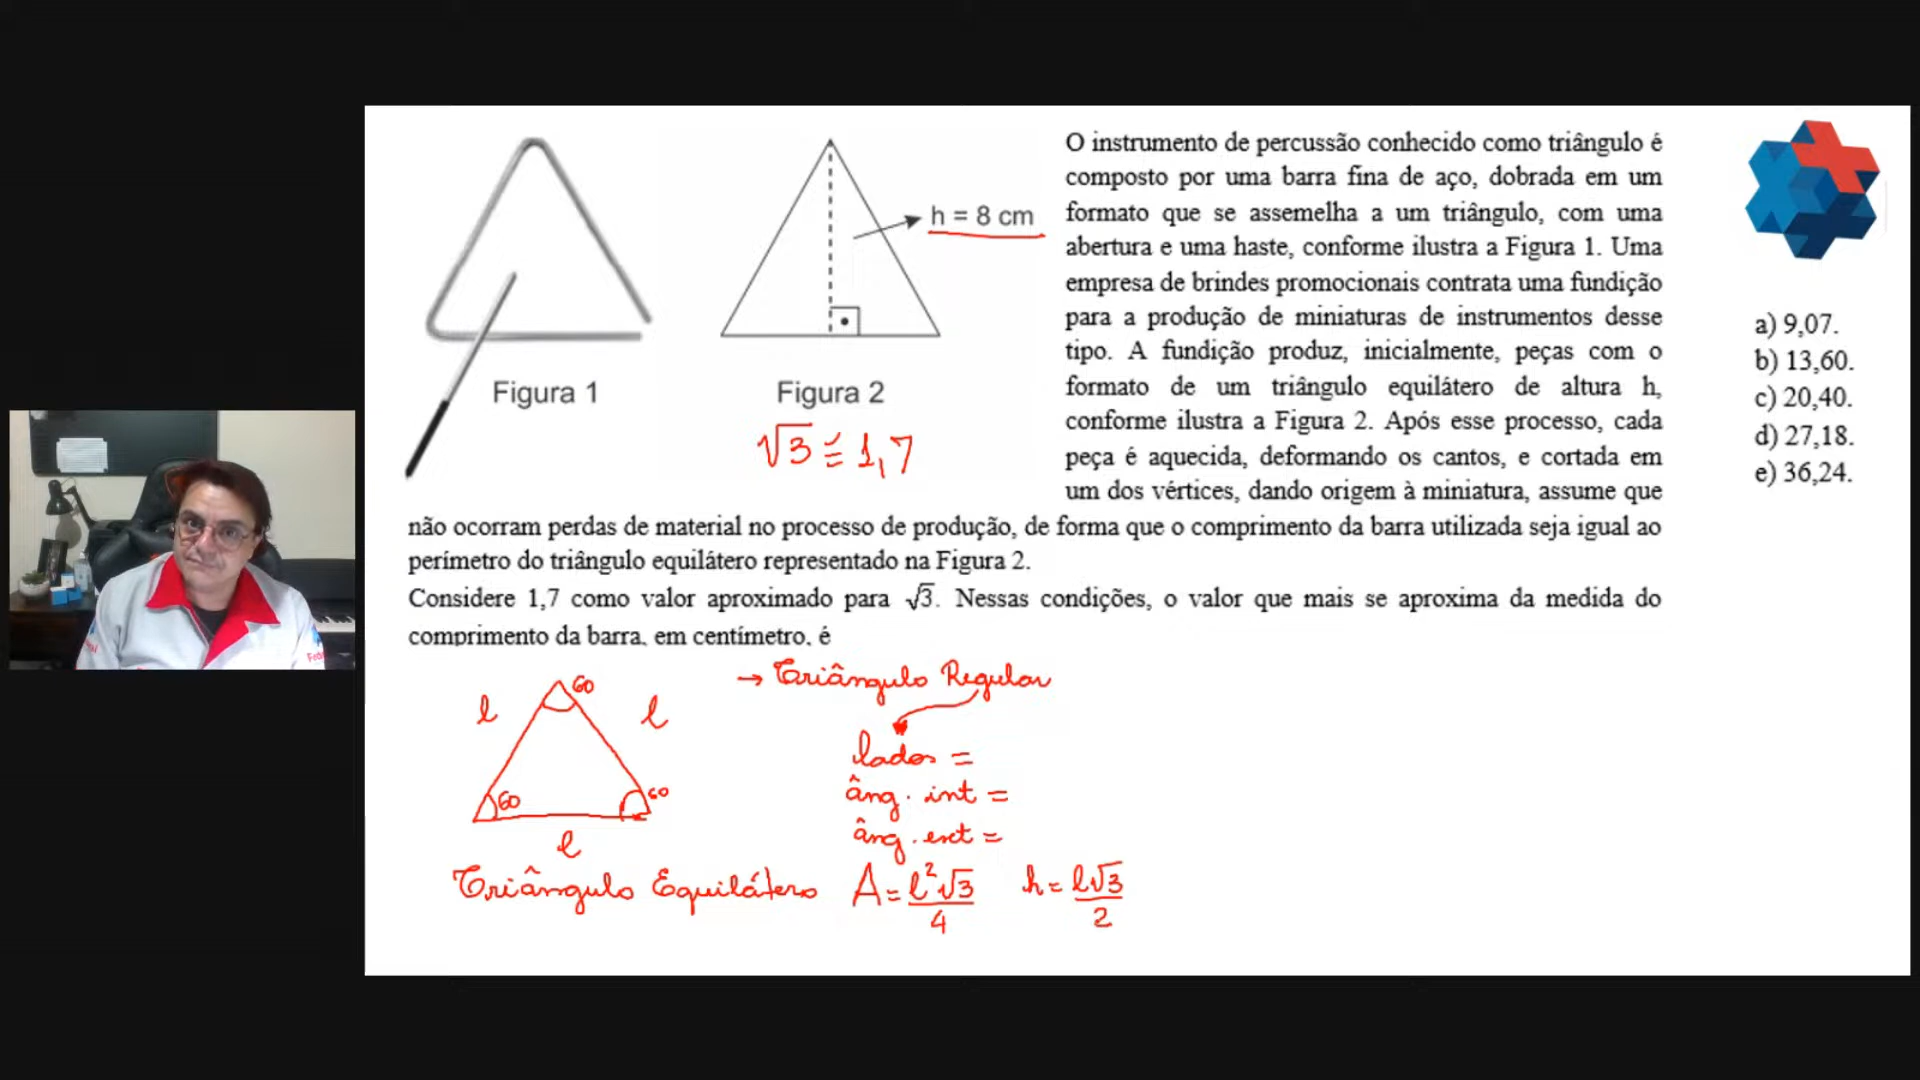 h = 8 cm
Figura 1
Figura 2
√3 ≅ 1,7
O instrumento de percussão conhecido como triângulo é
composto por uma barra fina de aço, dobrada em um
formato que se assemelha a um triângulo, com uma
abertura e uma haste, conforme ilustra a Figura 1. Uma
empresa de brindes promocionais contrata uma fundição
para a produção de miniaturas de instrumentos desse
tipo. A fundição produz, inicialmente, peças com o
formato de um triângulo equilátero de altura h,
conforme ilustra a Figura 2. Após esse processo, cada
peça é aquecida, deformando os cantos, e cortada em
um dos vértices, dando origem à miniatura, assume que
não ocorram perdas de material no processo de produção, de forma que o comprimento da barra utilizada seja igual ao
perímetro do triângulo equilátero representado na Figura 2.
Considere 1,7 como valor aproximado para √3. Nessas condições, o valor que mais se aproxima da medida do
comprimento da barra, em centímetro, é
a) 9,07.
b) 13,60.
c) 20,40.
d) 27,18.
e) 36,24.
60
l
l
60
60
l
Triângulo Equilátero
→ Triângulo Regular
lados =
âng. int =
âng. ext =
A = l²√3/4
h = l√3/2